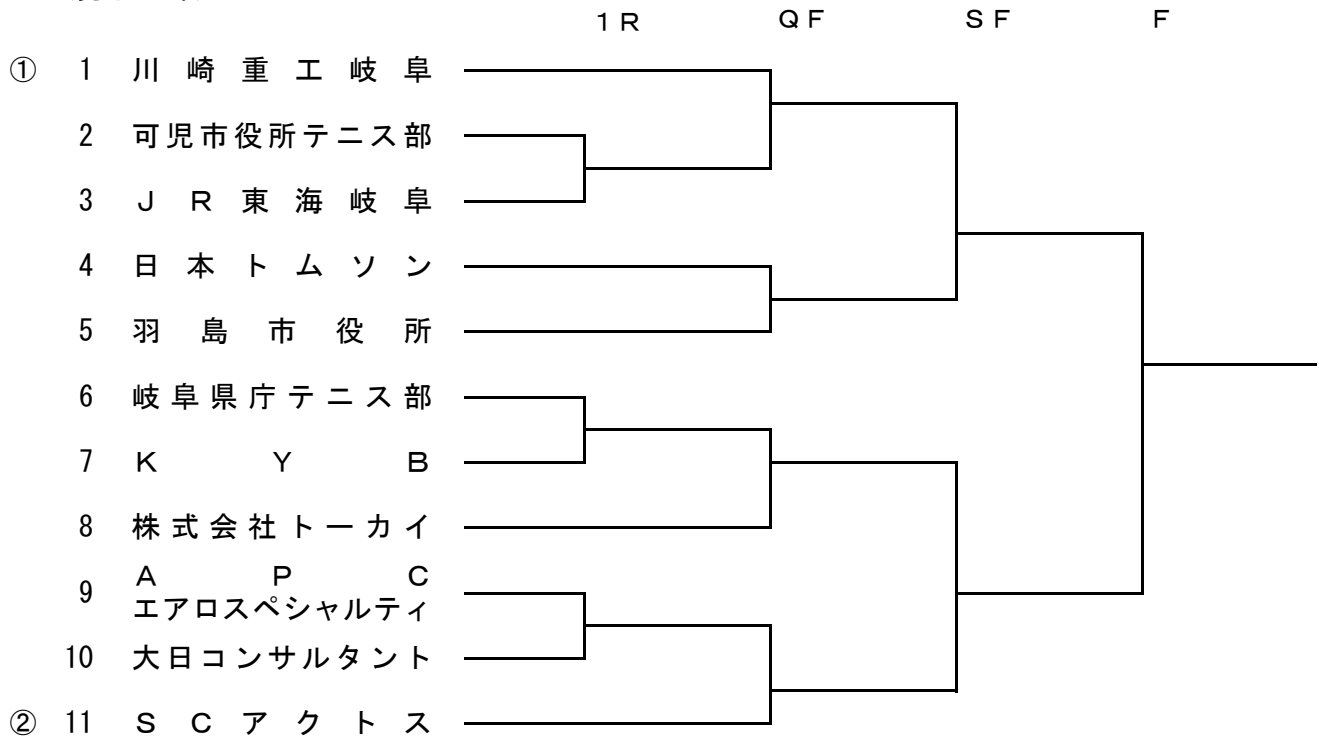 1R QF SF F
① 1 川崎重工岐阜
2 可児市役所テニス部
3 JR東海岐阜
4 日本トムソン
5 羽島市役所
6 岐阜県庁テニス部
7 KYB
8 株式会社トーカイ
9 APC
エアロスペシャルティ
10 大日コンサルタント
② 11 SCアクトス